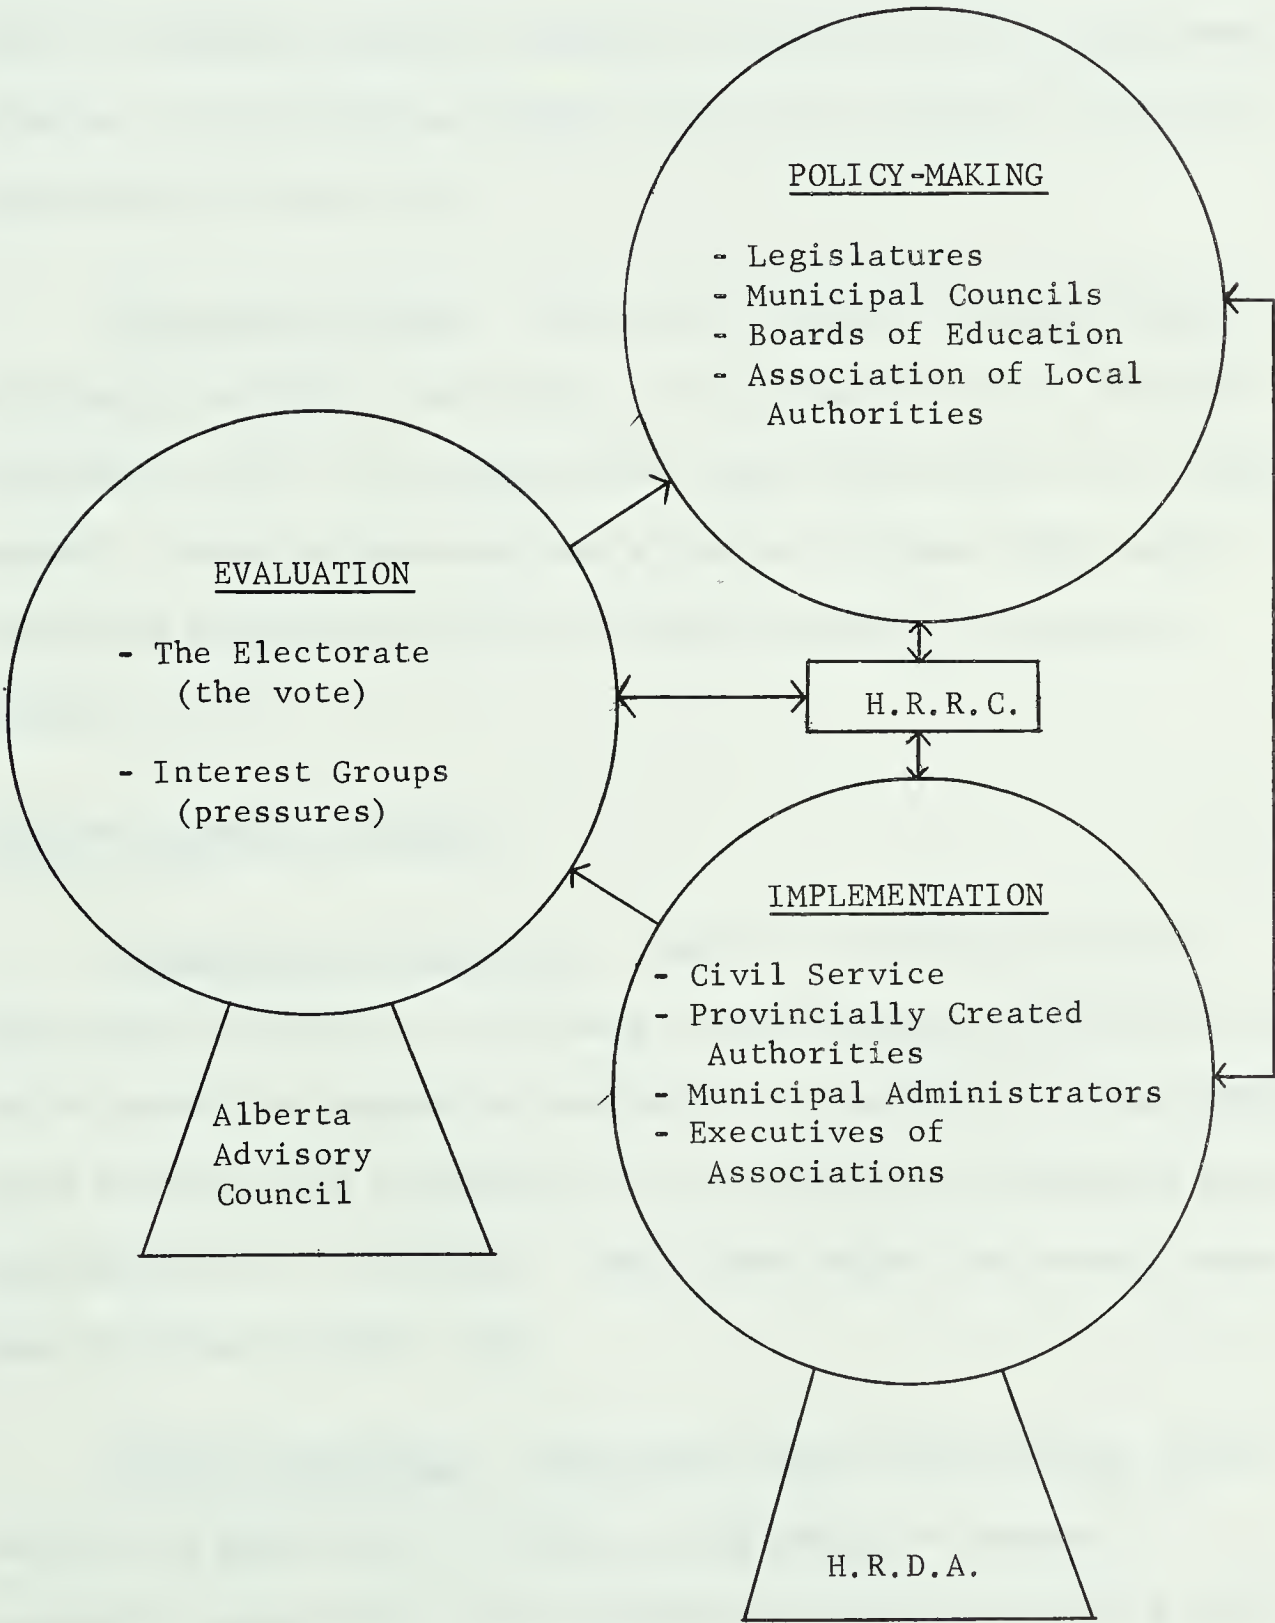 POLICY-MAKING
- Legislatures
- Municipal Councils
- Boards of Education
- Association of Local
Authorities
EVALUATION
- The Electorate
(the vote)
- Interest Groups
(pressures)
H.R.R.C.
IMPLEMENTATION
- Civil Service
- Provincially Created
Authorities
- Municipal Administrators
- Executives of
Associations
Alberta
Advisory
Council
H.R.D.A.